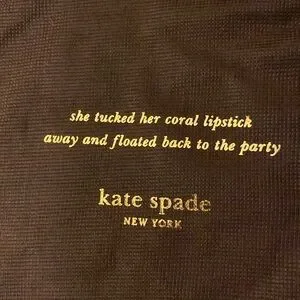 she tucked her coral lipstick
away and floated back to the party
kate spade
NEW YORK